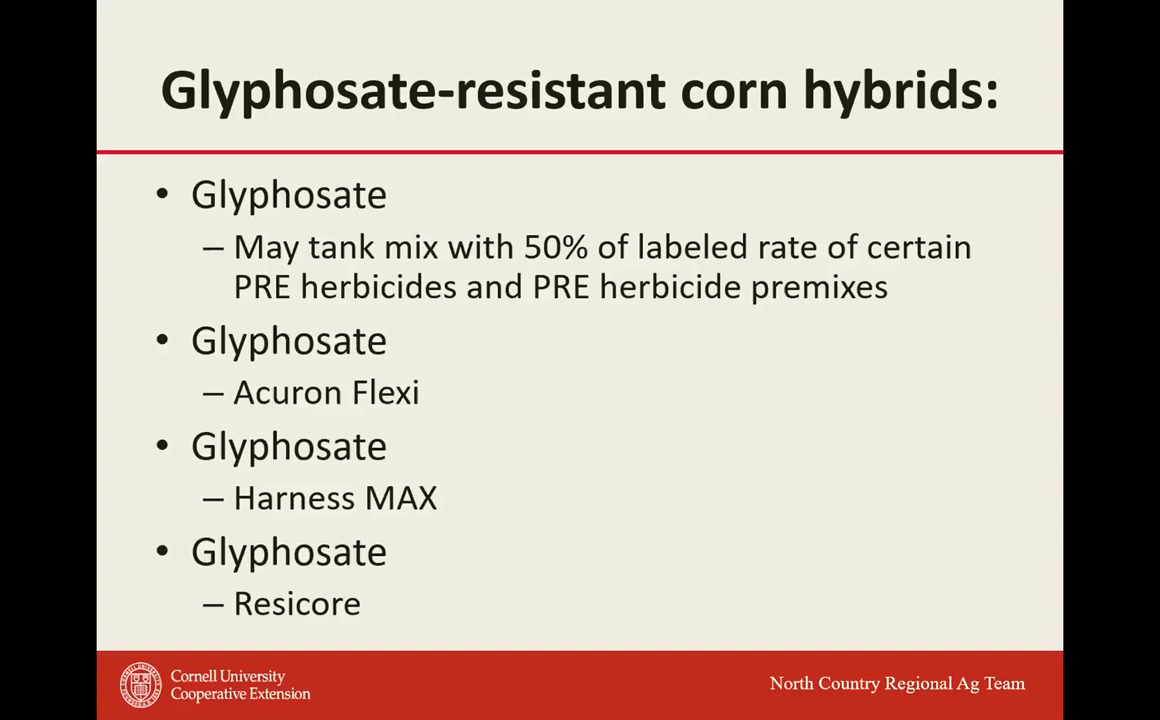 Glyphosate-resistant corn hybrids:
• Glyphosate
– May tank mix with 50% of labeled rate of certain
PRE herbicides and PRE herbicide premixes
• Glyphosate
– Acuron Flexi
• Glyphosate
– Harness MAX
• Glyphosate
– Resicore
Cornell University
Cooperative Extension
North Country Regional Ag Team